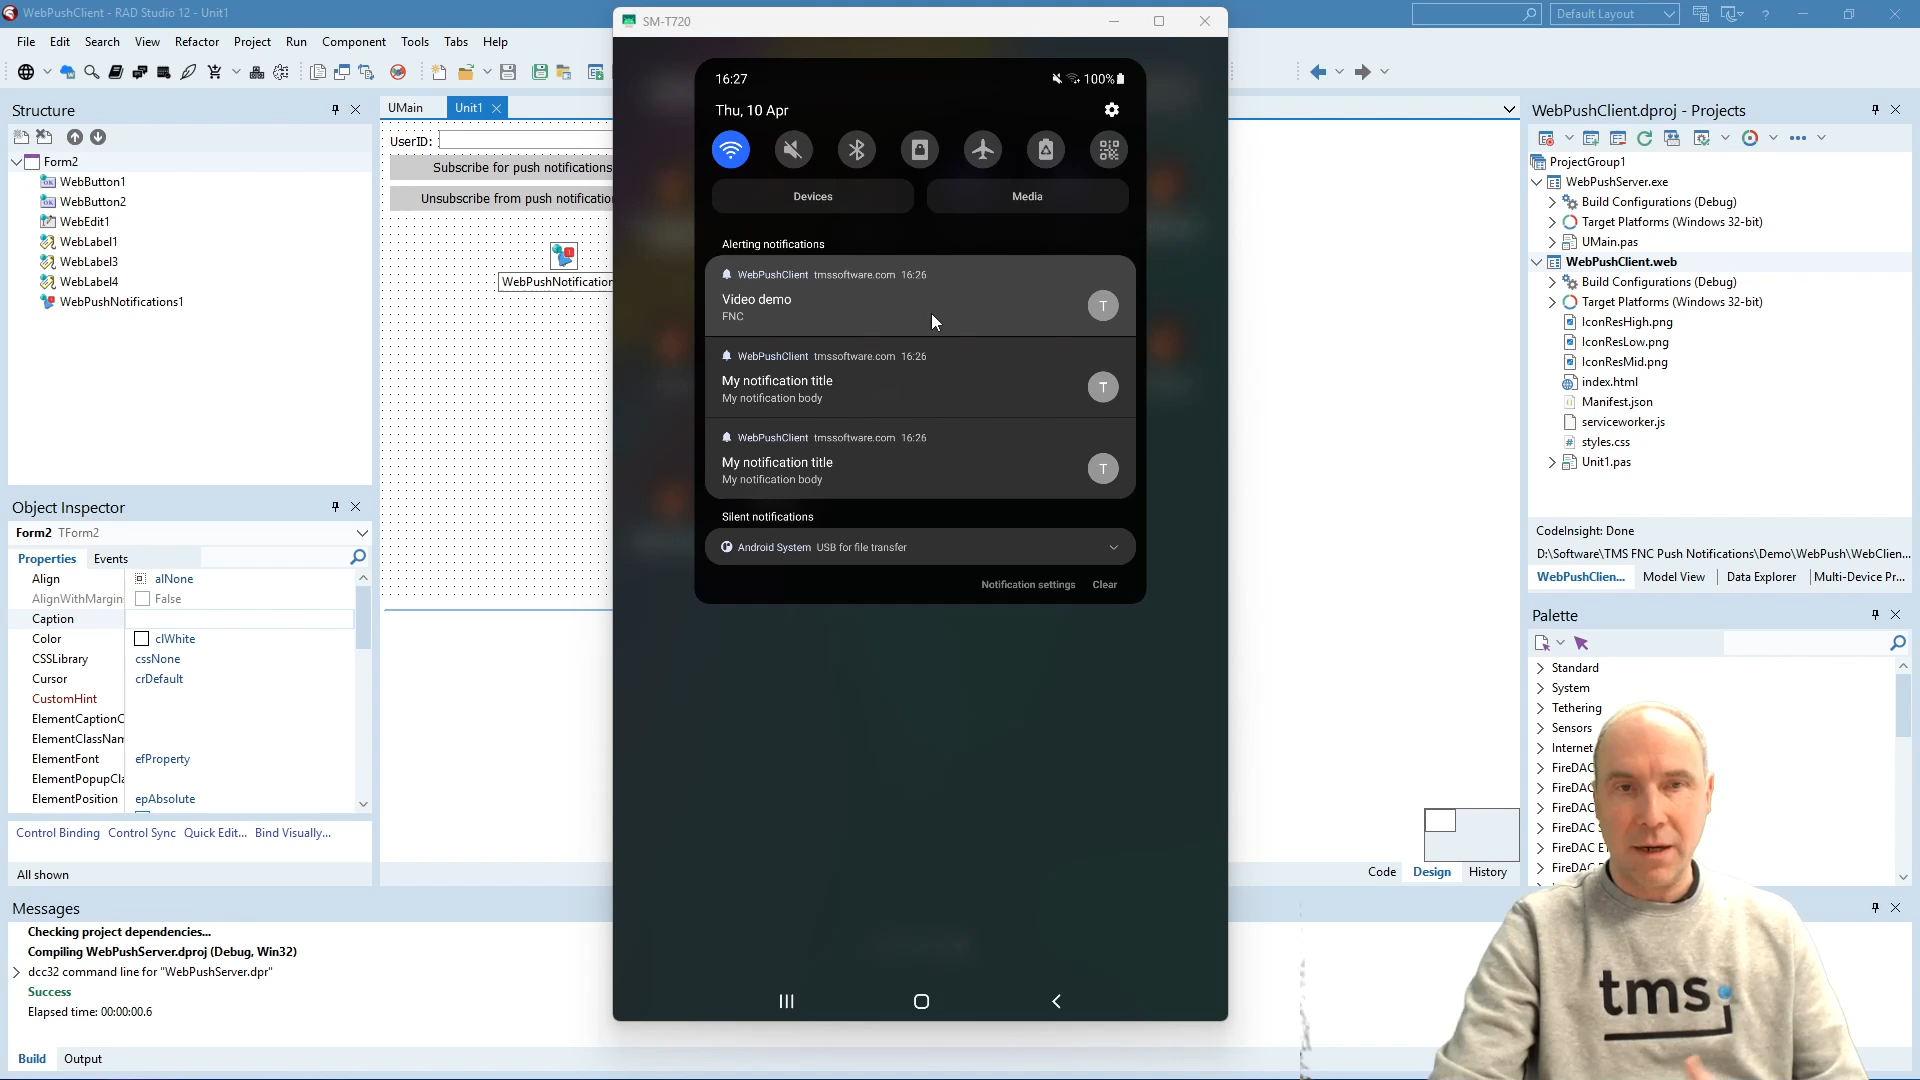 WebPushClient - RAD Studio 12 - Unit1
Default Layout
File Edit Search View Refactor Project Run Component Tools Tabs Help
Structure
Form2
WebButton1
WebButton2
WebEdit1
WebLabel1
WebLabel3
WebLabel4
WebPushNotifications1
Object Inspector
Form2 TForm2
Properties Events
Align alNone
AlignWithMargin False
Caption
Color clWhite
CSSLibrary cssNone
Cursor crDefault
CustomHint
ElementCaption
ElementClassNam
ElementFont efProperty
ElementPopupCla
ElementPosition epAbsolute
Control Binding Control Sync Quick Edit... Bind Visually...
All shown
Messages
Checking project dependencies...
Compiling WebPushServer.dproj (Debug, Win32)
dcc32 command line for "WebPushServer.dpr"
Success
Elapsed time: 00:00:00.6
Build Output
UMain Unit1
UserID:
Subscribe for push notifications
Unsubscribe from push notification
WebPushNotification
SM-T720
16:27
100%
Thu, 10 Apr
Devices Media
Alerting notifications
WebPushClient tmssoftware.com 16:26
Video demo
FNC
T
WebPushClient tmssoftware.com 16:26
My notification title
My notification body
T
WebPushClient tmssoftware.com 16:26
My notification title
My notification body
T
Silent notifications
Android System USB for file transfer
Notification settings Clear
Code Design History
WebPushClient.dproj - Projects
ProjectGroup1
WebPushServer.exe
Build Configurations (Debug)
Target Platforms (Windows 32-bit)
UMain.pas
WebPushClient.web
Build Configurations (Debug)
Target Platforms (Windows 32-bit)
IconResHigh.png
IconResLow.png
IconResMid.png
index.html
Manifest.json
serviceworker.js
styles.css
Unit1.pas
CodeInsight: Done
D:\Software\TMS FNC Push Notifications\Demo\WebPush\WebClien...
WebPushClien... Model View Data Explorer Multi-Device Pr...
Palette
Standard
System
Tethering
Sensors
Internet
FireDAC
FireDAC
FireDAC
FireDAC S
FireDAC ET
FireDAC
tms